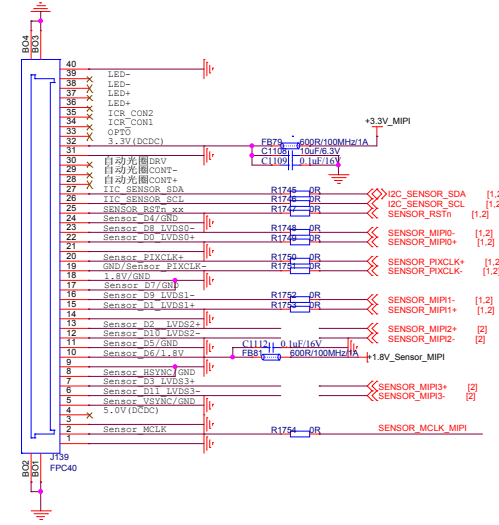 BO4 BO3
40
39 LED-
38 LED-
37 LED+
36 LED+
35 ICR_CON2
34 ICR_CON1
33 OPTO
32 3.3V(DCDC)
31
30 自动光圈DRV
29 自动光圈CONT-
28 自动光圈CONT+
27 IIC_SENSOR_SDA
26 IIC_SENSOR_SCL
25 SENSOR_RSTn_xx
24 Sensor_D4/GND
23 Sensor_D8_LVDS0-
22 Sensor_D0_LVDS0+
21
20 Sensor_PIXCLK+
19 GND/Sensor_PIXCLK-
18 1.8V/GND
17 Sensor_D7/GND
16 Sensor_D9_LVDS1-
15 Sensor_D1_LVDS1+
14
13 Sensor_D2 LVDS2+
12 Sensor_D10_LVDS2-
11 Sensor_D5/GND
10 Sensor_D6/1.8V
9
8 Sensor_HSYNC/GND
7 Sensor_D3_LVDS3+
6 Sensor_D11_LVDS3-
5 Sensor_VSYNC/GND
4 5.0V(DCDC)
3
2 Sensor_MCLK
1
J139
FPC40
BO2 BO1
+3.3V_MIPI
FB79 600R/100MHz/1A
C1108 10uF/6.3V
C1109 0.1uF/16V
R1745 0R I2C_SENSOR_SDA [1,2]
R1746 0R I2C_SENSOR_SCL [1,2]
R1747 0R SENSOR_RSTn [1,2]
R1748 0R SENSOR_MIPI0- [1,2]
R1749 0R SENSOR_MIPI0+ [1,2]
R1750 0R SENSOR_PIXCLK+ [1,2]
R1751 0R SENSOR_PIXCLK- [1,2]
R1752 0R SENSOR_MIPI1- [1,2]
R1753 0R SENSOR_MIPI1+ [1,2]
SENSOR_MIPI2+ [2]
SENSOR_MIPI2- [2]
C1112 0.1uF/16V
FB81 600R/100MHz/1A
+1.8V_Sensor_MIPI
SENSOR_MIPI3+ [2]
SENSOR_MIPI3- [2]
R1754 0R SENSOR_MCLK_MIPI